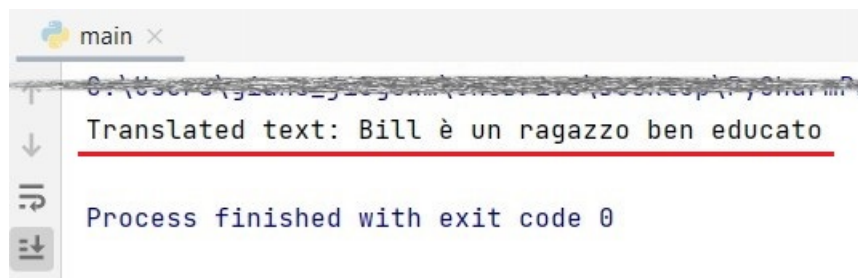 main
Translated text: Bill è un ragazzo ben educato
Process finished with exit code 0